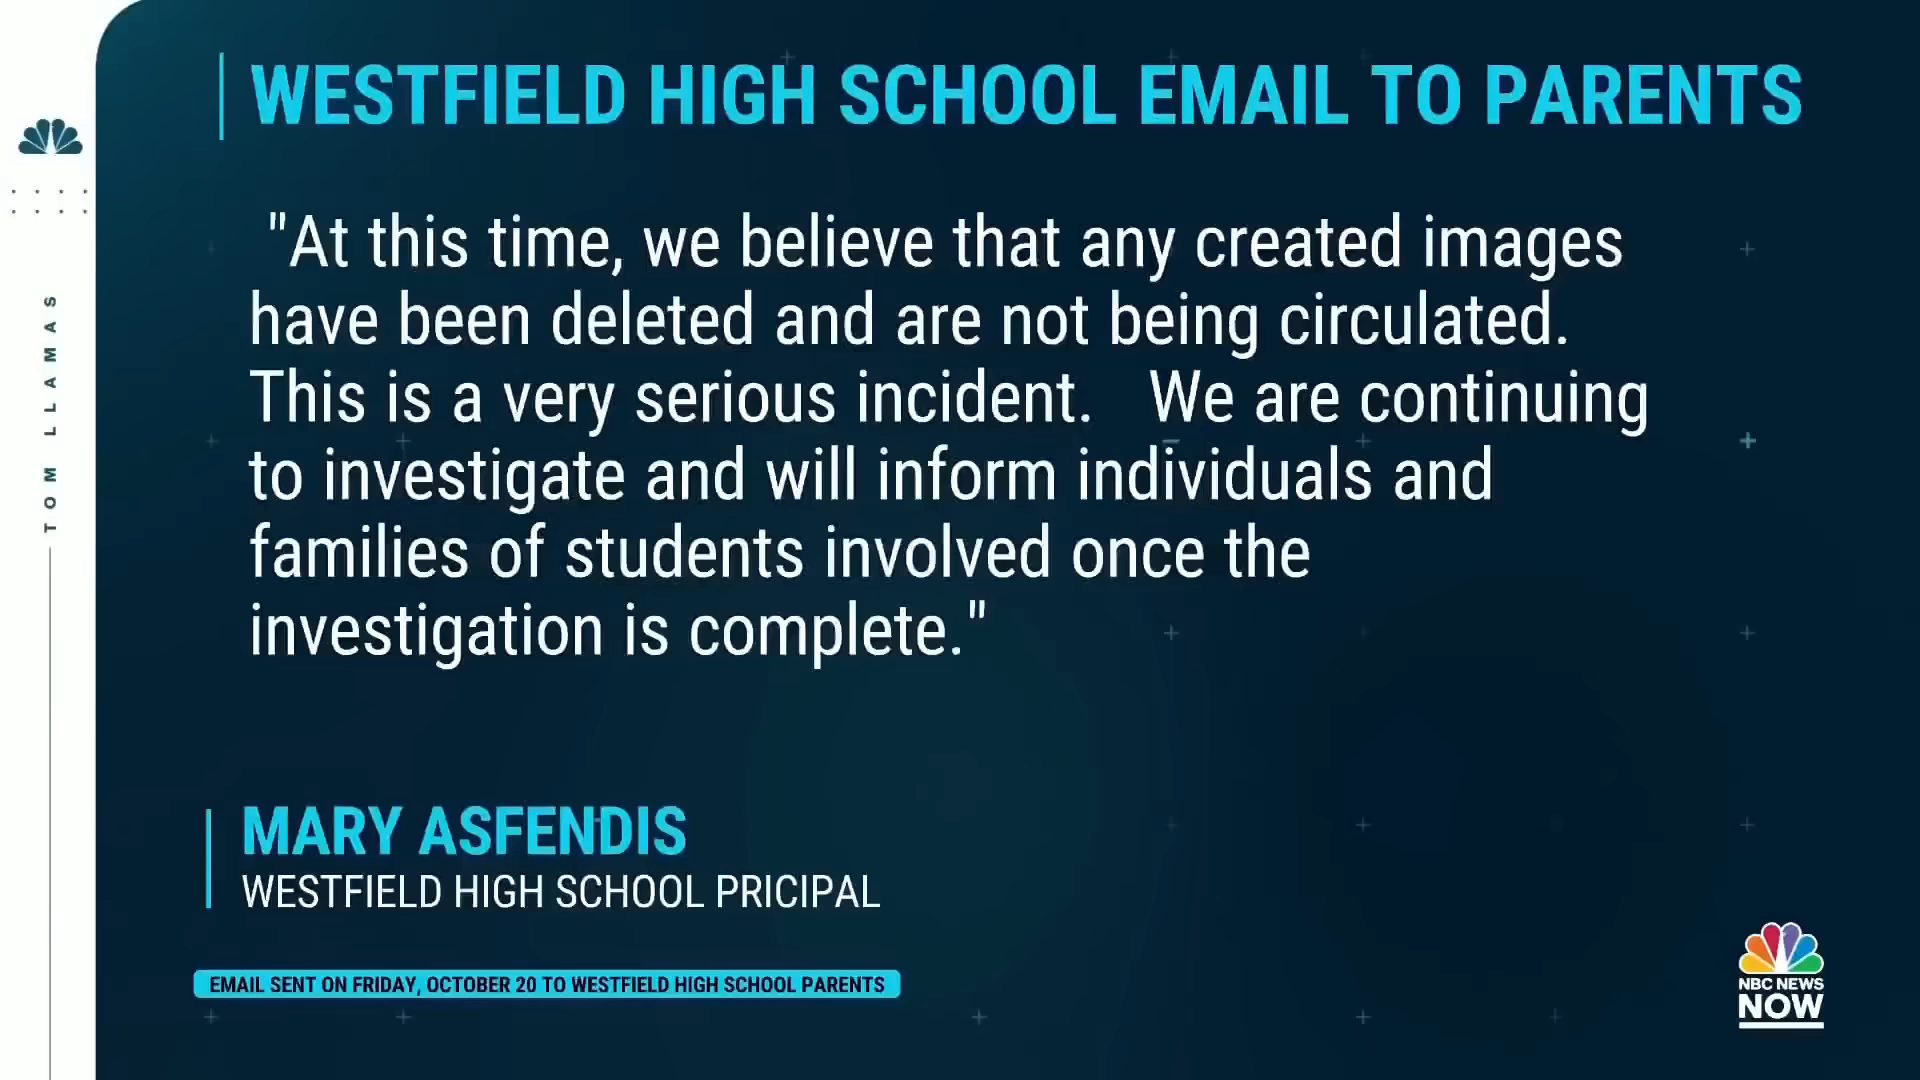 WESTFIELD HIGH SCHOOL EMAIL TO PARENTS
TOM LLAMAS
"At this time, we believe that any created images
have been deleted and are not being circulated.
This is a very serious incident.   We are continuing
to investigate and will inform individuals and
families of students involved once the
investigation is complete."
MARY ASFENDIS
WESTFIELD HIGH SCHOOL PRICIPAL
EMAIL SENT ON FRIDAY, OCTOBER 20 TO WESTFIELD HIGH SCHOOL PARENTS
NBC NEWS
NOW